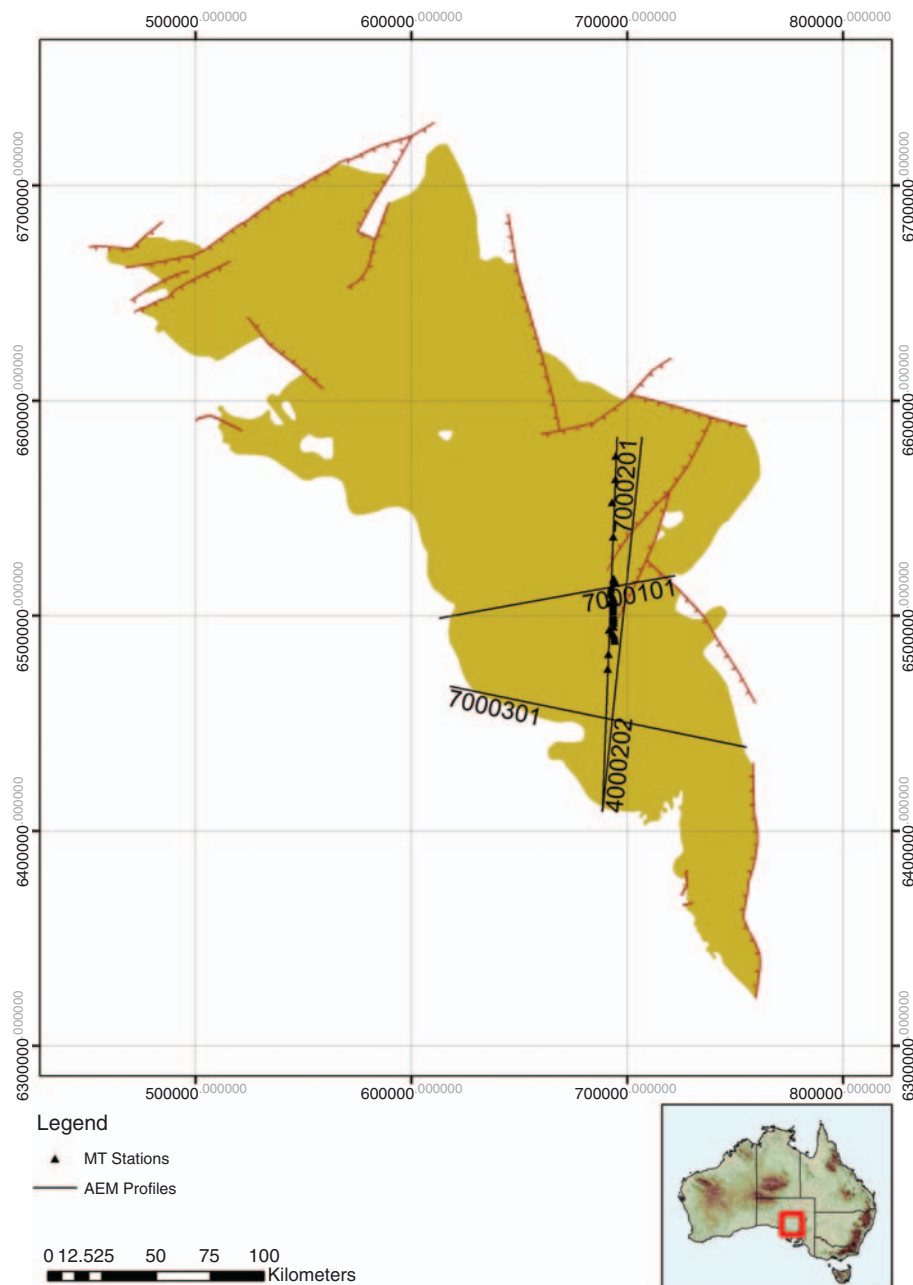 500000.000000 600000.000000 700000.000000 800000.000000
6700000.000000 6700000.000000
6600000.000000 6600000.000000
7000201
7000101
6500000.000000 6500000.000000
7000301
4000202
6400000.000000 6400000.000000
6300000.000000 6300000.000000
500000.000000 600000.000000 700000.000000 800000.000000
Legend
MT Stations
AEM Profiles
0 12.525 50 75 100
Kilometers